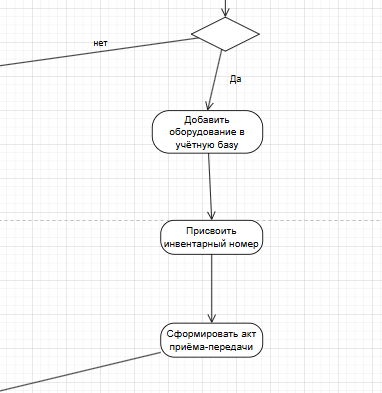 нет
Да
Добавить
оборудование в
учётную базу
Присвоить
инвентарный номер
Сформировать акт
приёма-передачи